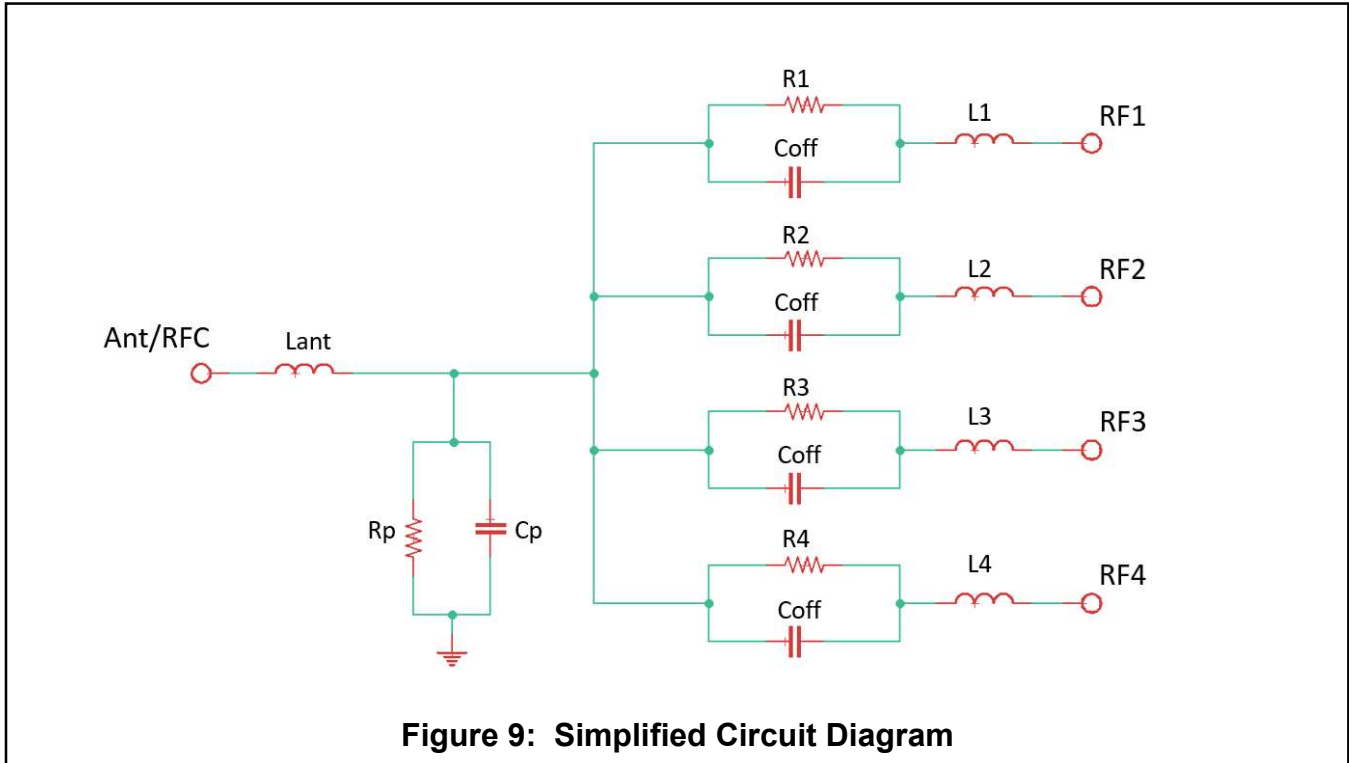 R1
L1
RF1
Coff
R2
L2
RF2
Coff
Ant/RFC
Lant
R3
L3
RF3
Coff
Rp
Cp
R4
L4
RF4
Coff
Figure 9: Simplified Circuit Diagram